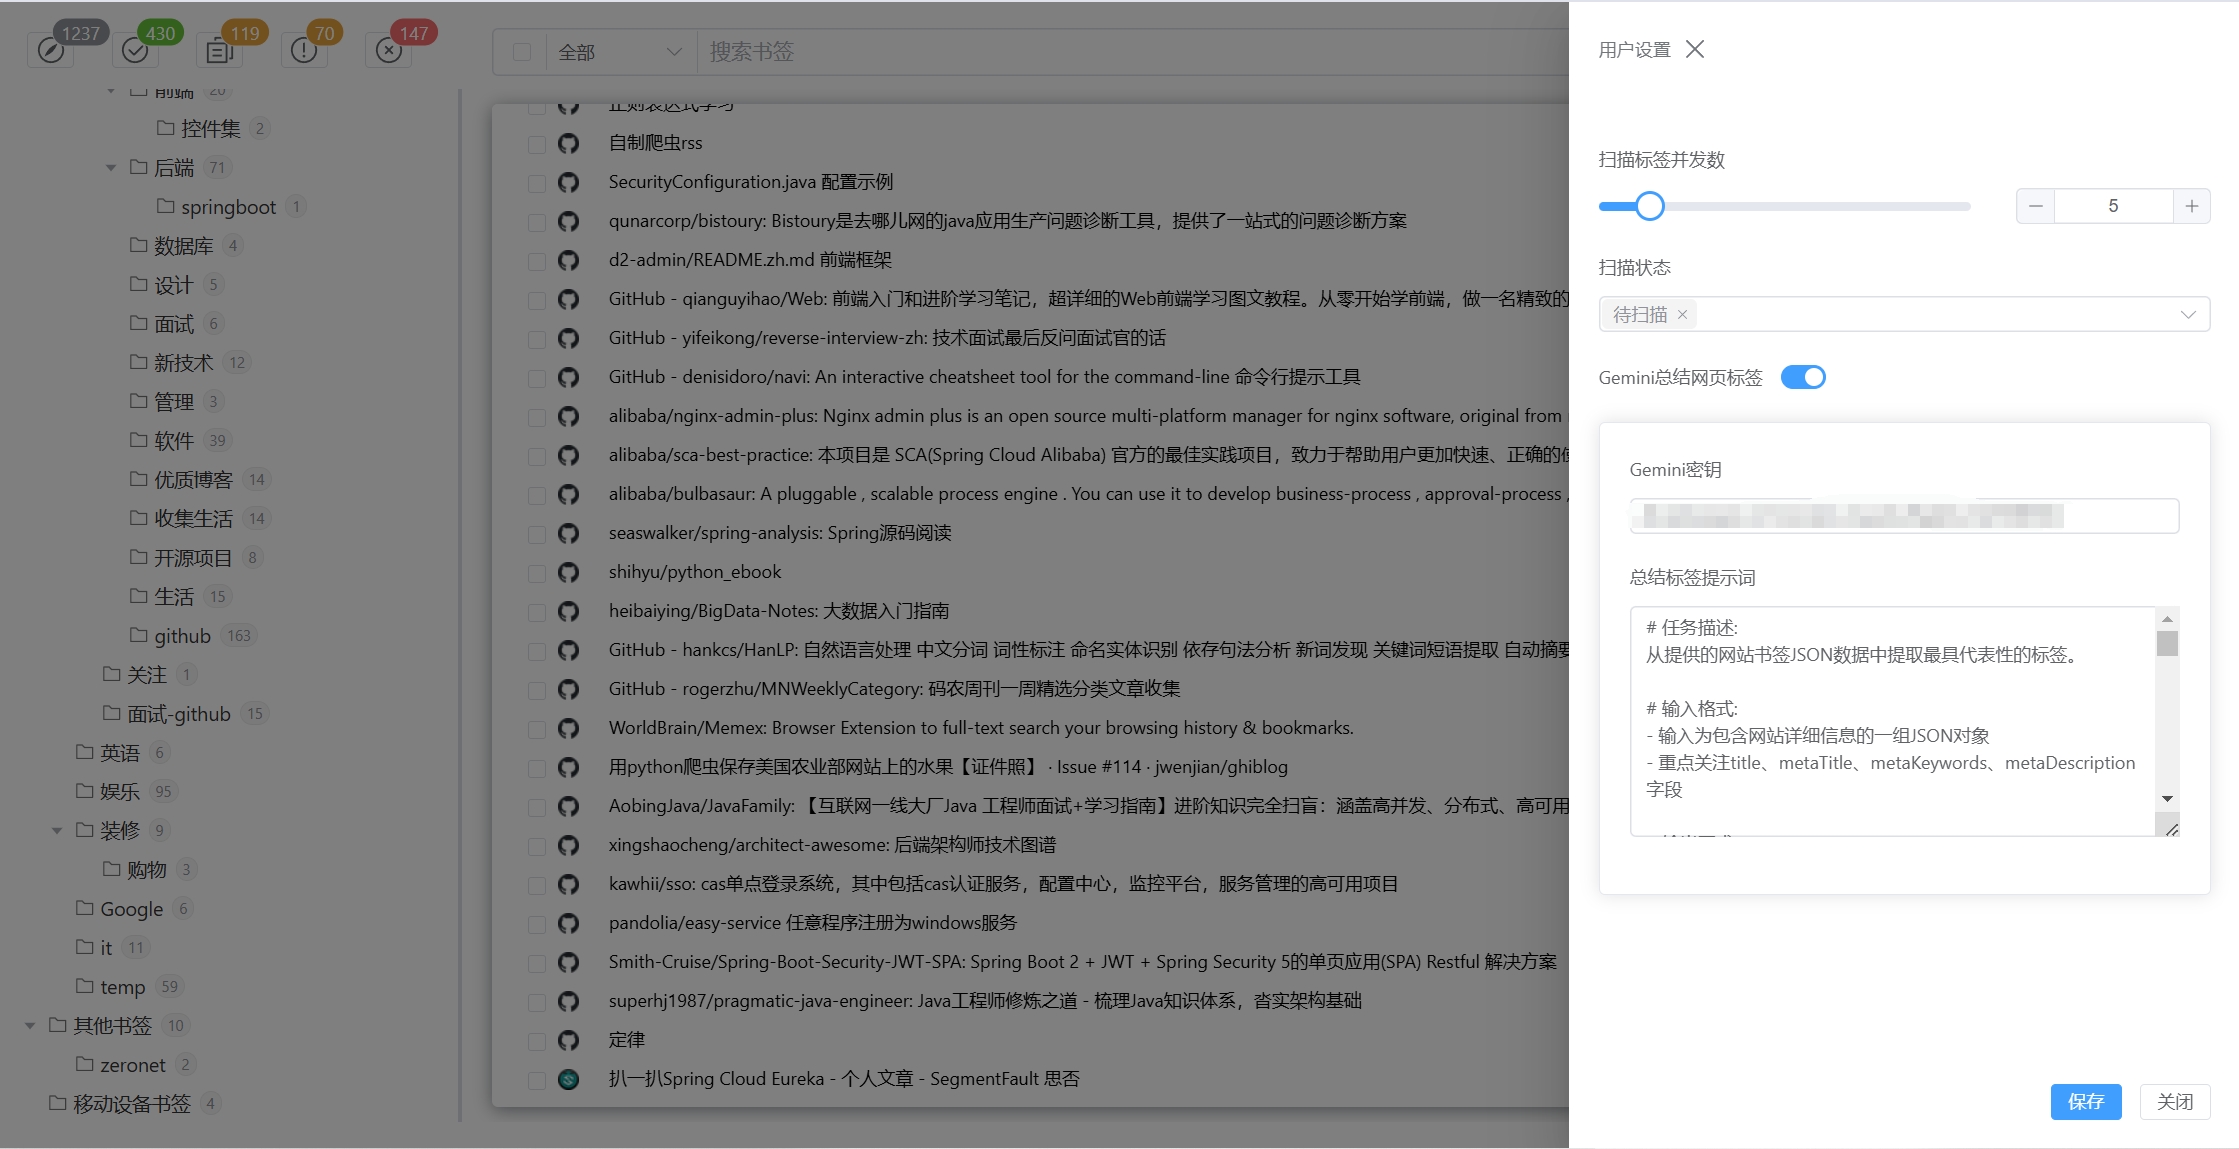 1237
430
119
70
147
全部
搜索书签
前端 20
控件集 2
后端 71
springboot 1
数据库 4
设计 5
面试 6
新技术 12
管理 3
软件 39
优质博客 14
收集生活 14
开源项目 8
生活 15
github 163
关注 1
面试-github 15
英语 6
娱乐 95
装修 9
购物 3
Google 6
it 11
temp 59
其他书签 10
zeronet 2
移动设备书签 4
正则表达式学习
自制爬虫rss
SecurityConfiguration.java 配置示例
qunarcorp/bistoury: Bistoury是去哪儿网的java应用生产问题诊断工具，提供了一站式的问题诊断方案
d2-admin/README.zh.md 前端框架
GitHub - qianguyihao/Web: 前端入门和进阶学习笔记，超详细的Web前端学习图文教程。从零开始学前端，做一名精致的
GitHub - yifeikong/reverse-interview-zh: 技术面试最后反问面试官的话
GitHub - denisidoro/navi: An interactive cheatsheet tool for the command-line 命令行提示工具
alibaba/nginx-admin-plus: Nginx admin plus is an open source multi-platform manager for nginx software, original from
alibaba/sca-best-practice: 本项目是 SCA(Spring Cloud Alibaba) 官方的最佳实践项目，致力于帮助用户更加快速、正确的使
alibaba/bulbasaur: A pluggable , scalable process engine . You can use it to develop business-process , approval-process ,
seaswalker/spring-analysis: Spring源码阅读
shihyu/python_ebook
heibaiying/BigData-Notes: 大数据入门指南
GitHub - hankcs/HanLP: 自然语言处理 中文分词 词性标注 命名实体识别 依存句法分析 新词发现 关键词短语提取 自动摘要
GitHub - rogerzhu/MNWeeklyCategory: 码农周刊一周精选分类文章收集
WorldBrain/Memex: Browser Extension to full-text search your browsing history & bookmarks.
用python爬虫保存美国农业部网站上的水果【证件照】 · Issue #114 · jwenjian/ghiblog
AobingJava/JavaFamily: 【互联网一线大厂Java 工程师面试+学习指南】进阶知识完全扫盲：涵盖高并发、分布式、高可用
xingshaocheng/architect-awesome: 后端架构师技术图谱
kawhii/sso: cas单点登录系统，其中包括cas认证服务，配置中心，监控平台，服务管理的高可用项目
pandolia/easy-service 任意程序注册为windows服务
Smith-Cruise/Spring-Boot-Security-JWT-SPA: Spring Boot 2 + JWT + Spring Security 5的单页应用(SPA) Restful 解决方案
superhj1987/pragmatic-java-engineer: Java工程师修炼之道 - 梳理Java知识体系，沓实架构基础
定律
扒一扒Spring Cloud Eureka - 个人文章 - SegmentFault 思否
用户设置
扫描标签并发数
5
扫描状态
待扫描
Gemini总结网页标签
Gemini密钥
总结标签提示词
# 任务描述:
从提供的网站书签JSON数据中提取最具代表性的标签。
# 输入格式:
- 输入为包含网站详细信息的一组JSON对象
- 重点关注title、metaTitle、metaKeywords、metaDescription
字段
保存
关闭